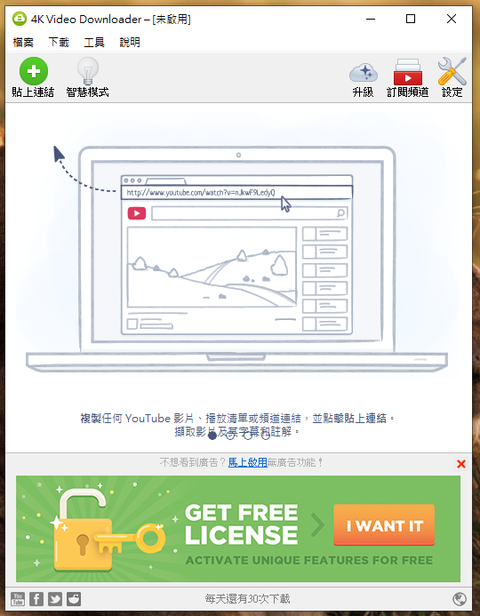 4K Video Downloader – [未啟用]
檔案 下載 工具 說明
貼上連結 智慧模式 升級 訂閱頻道 設定
http://www.youtube.com/watch?v=nJkwF9LedyQ
複製任何 YouTube 影片、播放清單或頻道連結，並點擊貼上連結。
擷取影片及其字幕和註解。
不想看到廣告？馬上啟用無廣告功能！
GET FREE
LICENSE
I WANT IT
ACTIVATE UNIQUE FEATURES FOR FREE
You Tube
每天還有30次下載